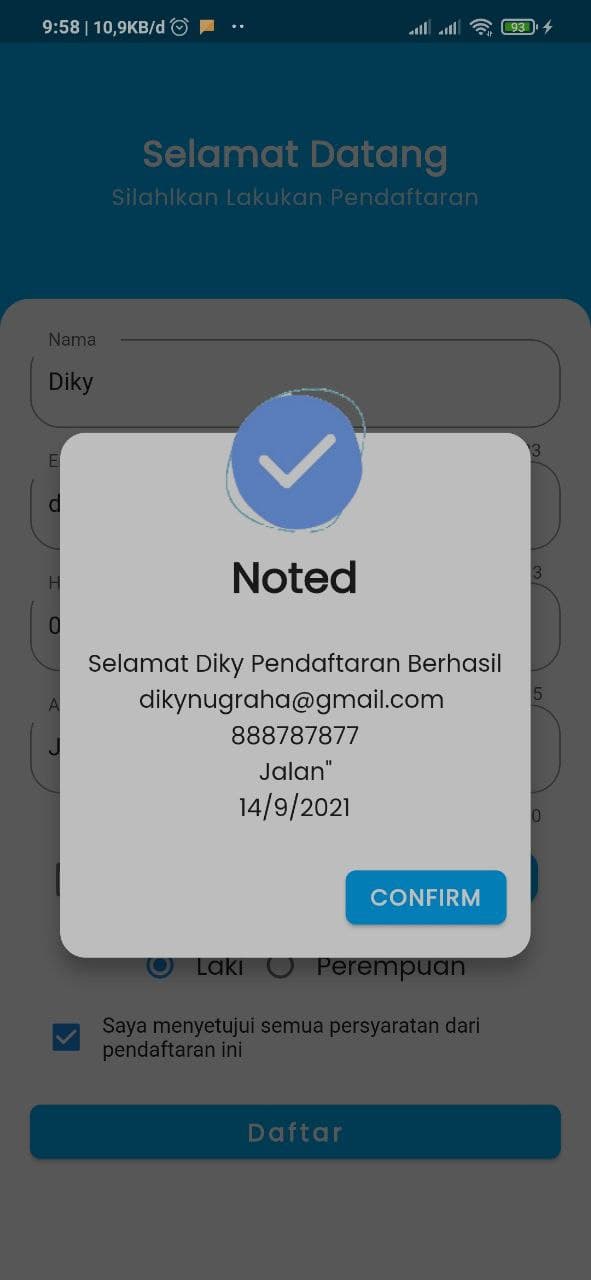 9:58 | 10,9KB/d
93
Selamat Datang
Silahlkan Lakukan Pendaftaran
Nama
Diky
3
E
d
3
H
0
5
A
J
0
Noted
Selamat Diky Pendaftaran Berhasil
dikynugraha@gmail.com
888787877
Jalan"
14/9/2021
CONFIRM
Laki
Perempuan
Saya menyetujui semua persyaratan dari
pendaftaran ini
Daftar